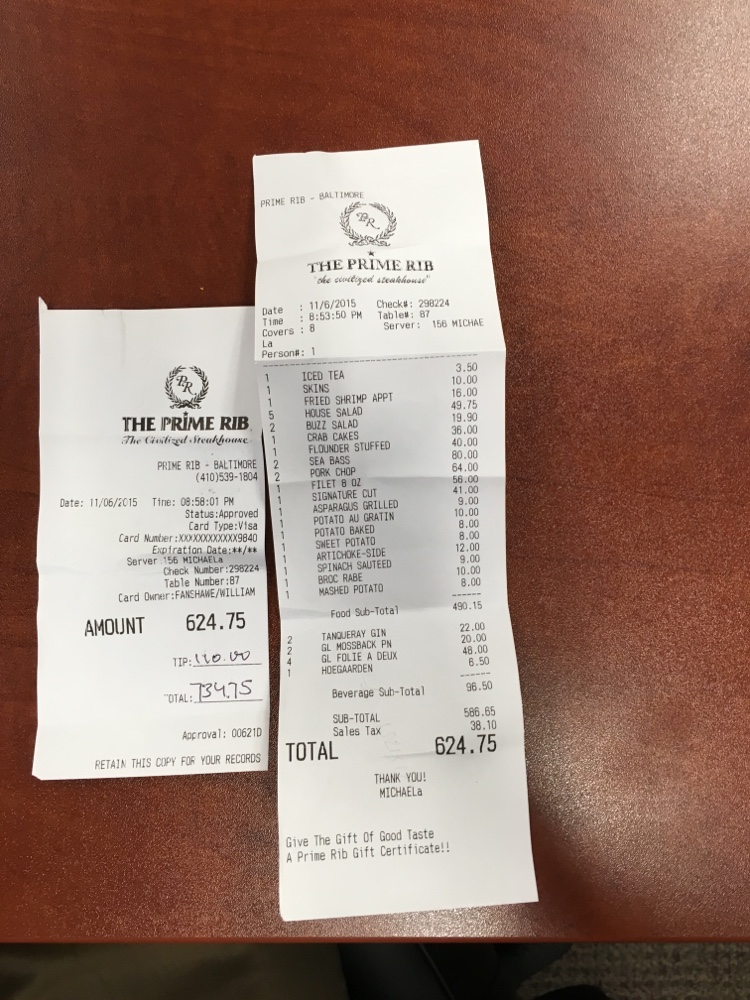 THE PRIME RIB
The Civilized Steakhouse
PRIME RIB - BALTIMORE
(410)539-1804
Date: 11/06/2015 Time: 08:58:01 PM
Status:Approved
Card Type:Visa
Card Number:XXXXXXXXXXXX9840
Expiration Date:**/**
Server:156 MICHAELa
Check Number:298224
Table Number:87
Card Owner:FANSHAWE/WILLIAM
AMOUNT 624.75
TIP: 110.00
OTAL: 734.75
Approval: 00621D
RETAIN THIS COPY FOR YOUR RECORDS
PRIME RIB - BALTIMORE
PR
THE PRIME RIB
"the civilized steakhouse"
Date : 11/6/2015 Check#: 298224
Time : 8:53:50 PM Table#: 87
Covers : 8 Server: 156 MICHAE
La
Person#: 1
1 ICED TEA 3.50
1 SKINS 10.00
1 FRIED SHRIMP APPT 16.00
5 HOUSE SALAD 49.75
2 BUZZ SALAD 19.90
1 CRAB CAKES 36.00
1 FLOUNDER STUFFED 40.00
2 SEA BASS 80.00
2 PORK CHOP 64.00
1 FILET 8 OZ 56.00
1 SIGNATURE CUT 41.00
1 ASPARAGUS GRILLED 9.00
1 POTATO AU GRATIN 10.00
1 POTATO BAKED 8.00
1 SWEET POTATO 8.00
1 ARTICHOKE-SIDE 12.00
1 SPINACH SAUTEED 9.00
1 BROC RABE 10.00
1 MASHED POTATO 8.00
Food Sub-Total 490.15
2 TANQUERAY GIN 22.00
2 GL MOSSBACK PN 20.00
4 GL FOLIE A DEUX 48.00
1 HOEGAARDEN 6.50
Beverage Sub-Total 96.50
SUB-TOTAL 586.65
Sales Tax 38.10
TOTAL 624.75
THANK YOU!
MICHAELa
Give The Gift Of Good Taste
A Prime Rib Gift Certificate!!